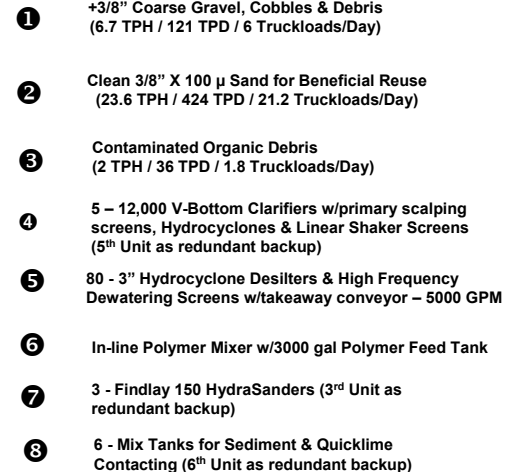 ❶ +3/8” Coarse Gravel, Cobbles & Debris
(6.7 TPH / 121 TPD / 6 Truckloads/Day)
❷ Clean 3/8” X 100 µ Sand for Beneficial Reuse
(23.6 TPH / 424 TPD / 21.2 Truckloads/Day)
❸ Contaminated Organic Debris
(2 TPH / 36 TPD / 1.8 Truckloads/Day)
❹ 5 – 12,000 V-Bottom Clarifiers w/primary scalping
screens, Hydrocyclones & Linear Shaker Screens
(5th Unit as redundant backup)
❺ 80 - 3” Hydrocyclone Desilters & High Frequency
Dewatering Screens w/takeaway conveyor – 5000 GPM
❻ In-line Polymer Mixer w/3000 gal Polymer Feed Tank
❼ 3 - Findlay 150 HydraSanders (3rd Unit as
redundant backup)
❽ 6 - Mix Tanks for Sediment & Quicklime
Contacting (6th Unit as redundant backup)